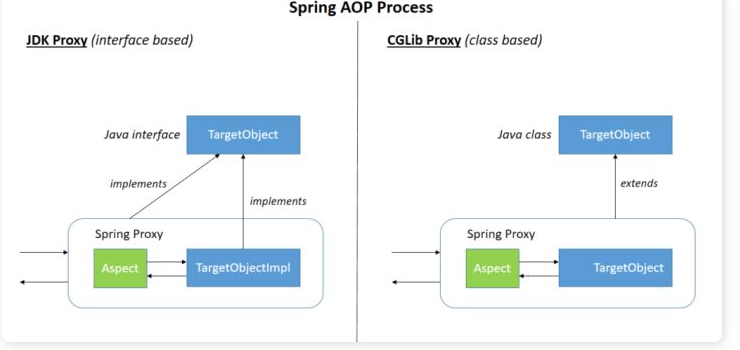 Spring AOP Process
JDK Proxy (interface based)
Java interface
TargetObject
implements
implements
Spring Proxy
Aspect
TargetObjectImpl
CGLib Proxy (class based)
Java class
TargetObject
extends
Spring Proxy
Aspect
TargetObject